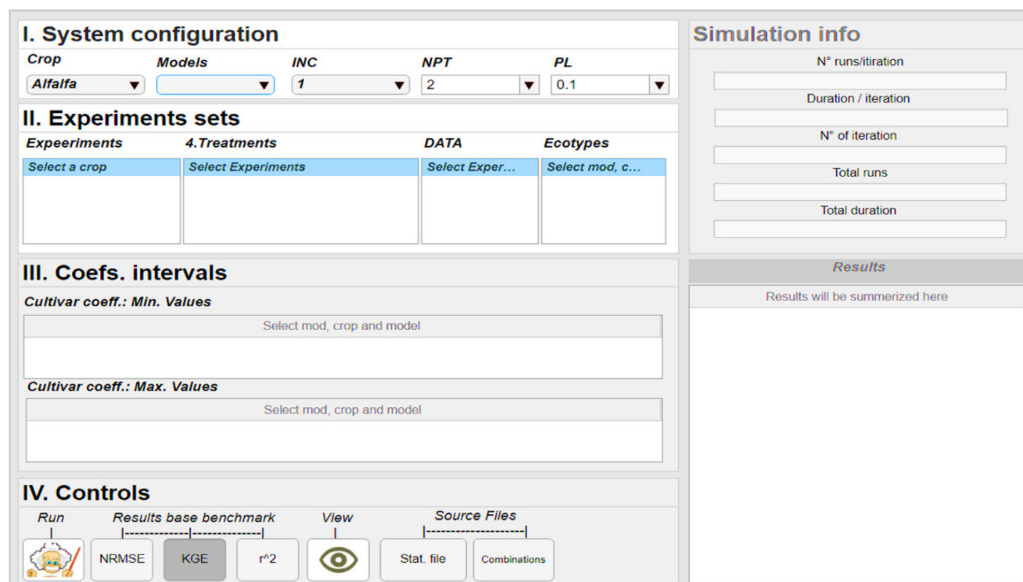 I. System configuration
Crop Models INC NPT PL
Alfalfa 1 2 0.1
II. Experiments sets
Expeeriments 4.Treatments DATA Ecotypes
Select a crop Select Experiments Select Exper... Select mod, c...
III. Coefs. intervals
Cultivar coeff.: Min. Values
Select mod, crop and model
Cultivar coeff.: Max. Values
Select mod, crop and model
IV. Controls
Run Results base benchmark View Source Files
NRMSE KGE r^2 Stat. file Combinations
Simulation info
N° runs/itiration
Duration / iteration
N° of iteration
Total runs
Total duration
Results
Results will be summerized here